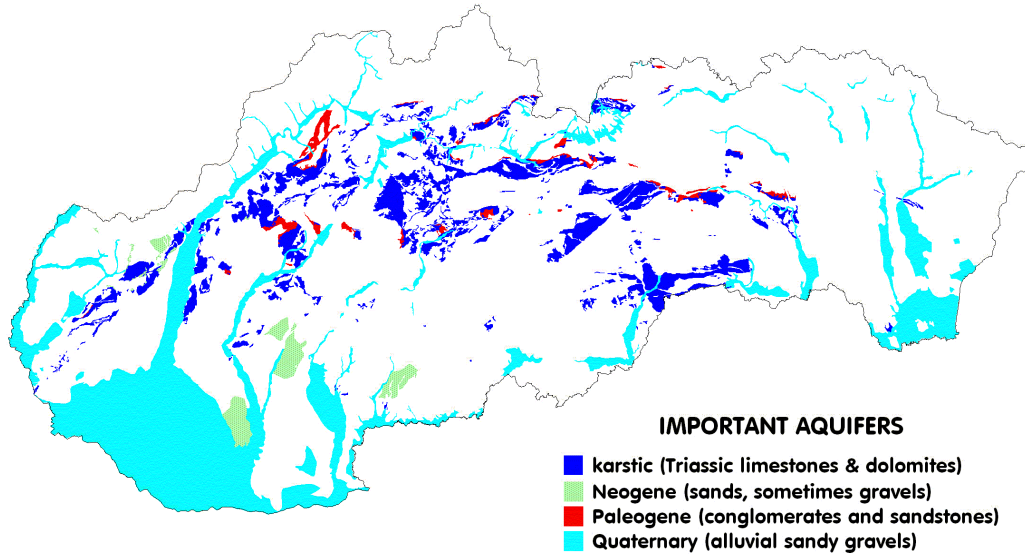 IMPORTANT AQUIFERS
karstic (Triassic limestones & dolomites)
Neogene (sands, sometimes gravels)
Paleogene (conglomerates and sandstones)
Quaternary (alluvial sandy gravels)